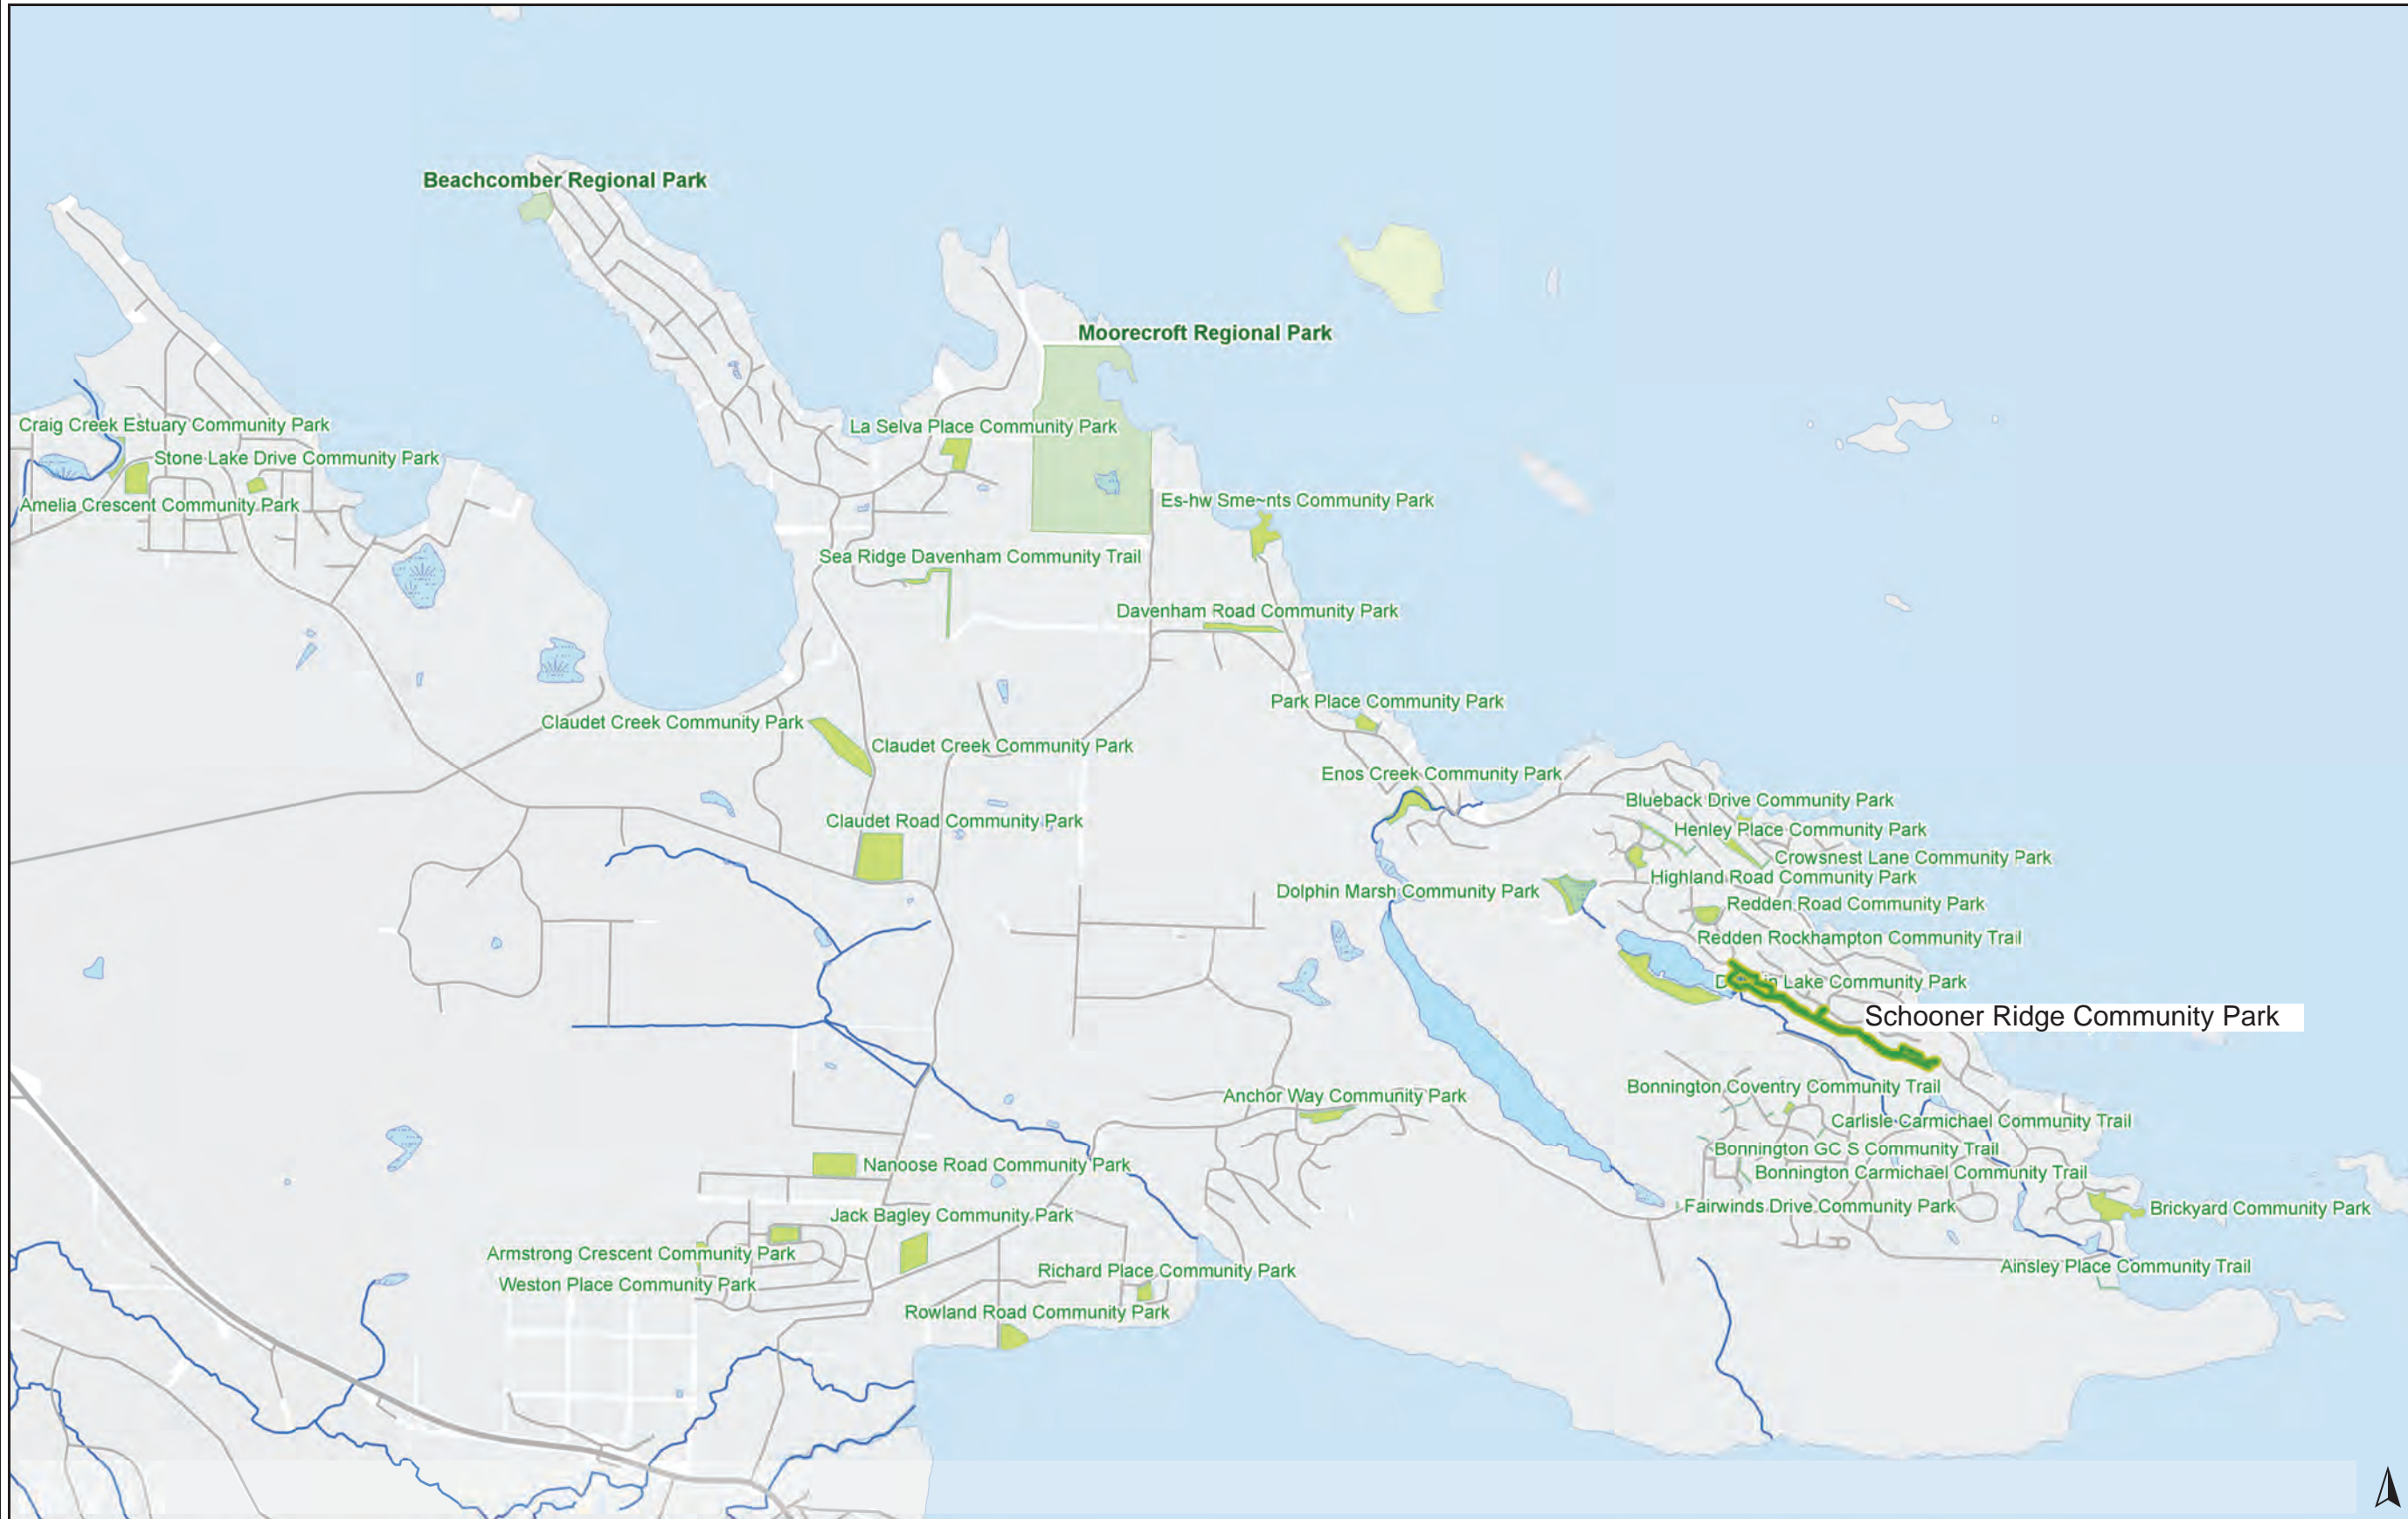 Beachcomber Regional Park
Moorecroft Regional Park
Craig Creek Estuary Community Park
La Selva Place Community Park
Stone Lake Drive Community Park
Amelia Crescent Community Park
Es-hw Sme~nts Community Park
Sea Ridge Davenham Community Trail
Davenham Road Community Park
Park Place Community Park
Claudet Creek Community Park
Claudet Creek Community Park
Enos Creek Community Park
Blueback Drive Community Park
Claudet Road Community Park
Henley Place Community Park
Crowsnest Lane Community Park
Highland Road Community Park
Dolphin Marsh Community Park
Redden Road Community Park
Redden Rockhampton Community Trail
Lake Community Park
Schooner Ridge Community Park
Bonnington Coventry Community Trail
Anchor Way Community Park
Carlisle Carmichael Community Trail
Bonnington GC S Community Trail
Nanoose Road Community Park
Bonnington Carmichael Community Trail
Fairwinds Drive Community Park
Brickyard Community Park
Jack Bagley Community Park
Armstrong Crescent Community Park
Ainsley Place Community Trail
Richard Place Community Park
Weston Place Community Park
Rowland Road Community Park